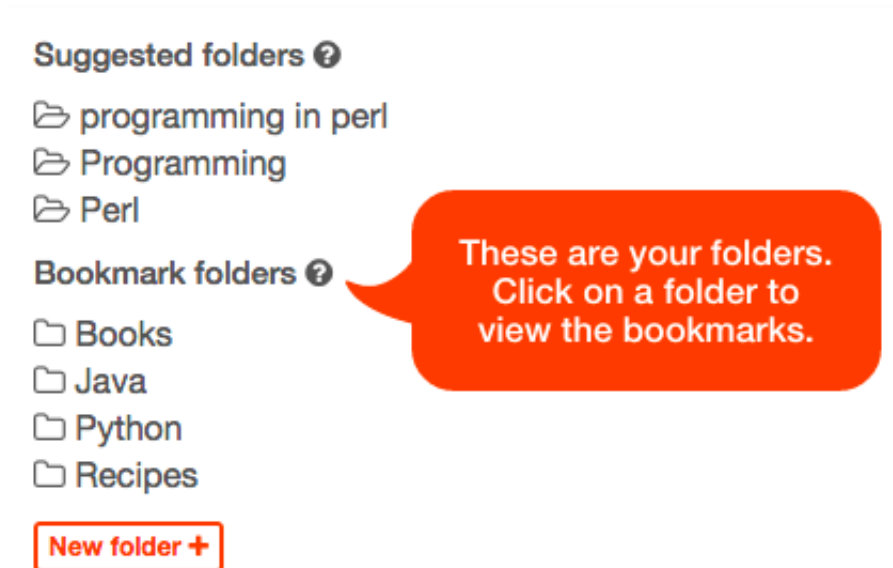 Suggested folders ?
programming in perl
Programming
Perl
Bookmark folders ?
These are your folders.
Click on a folder to
view the bookmarks.
Books
Java
Python
Recipes
New folder +